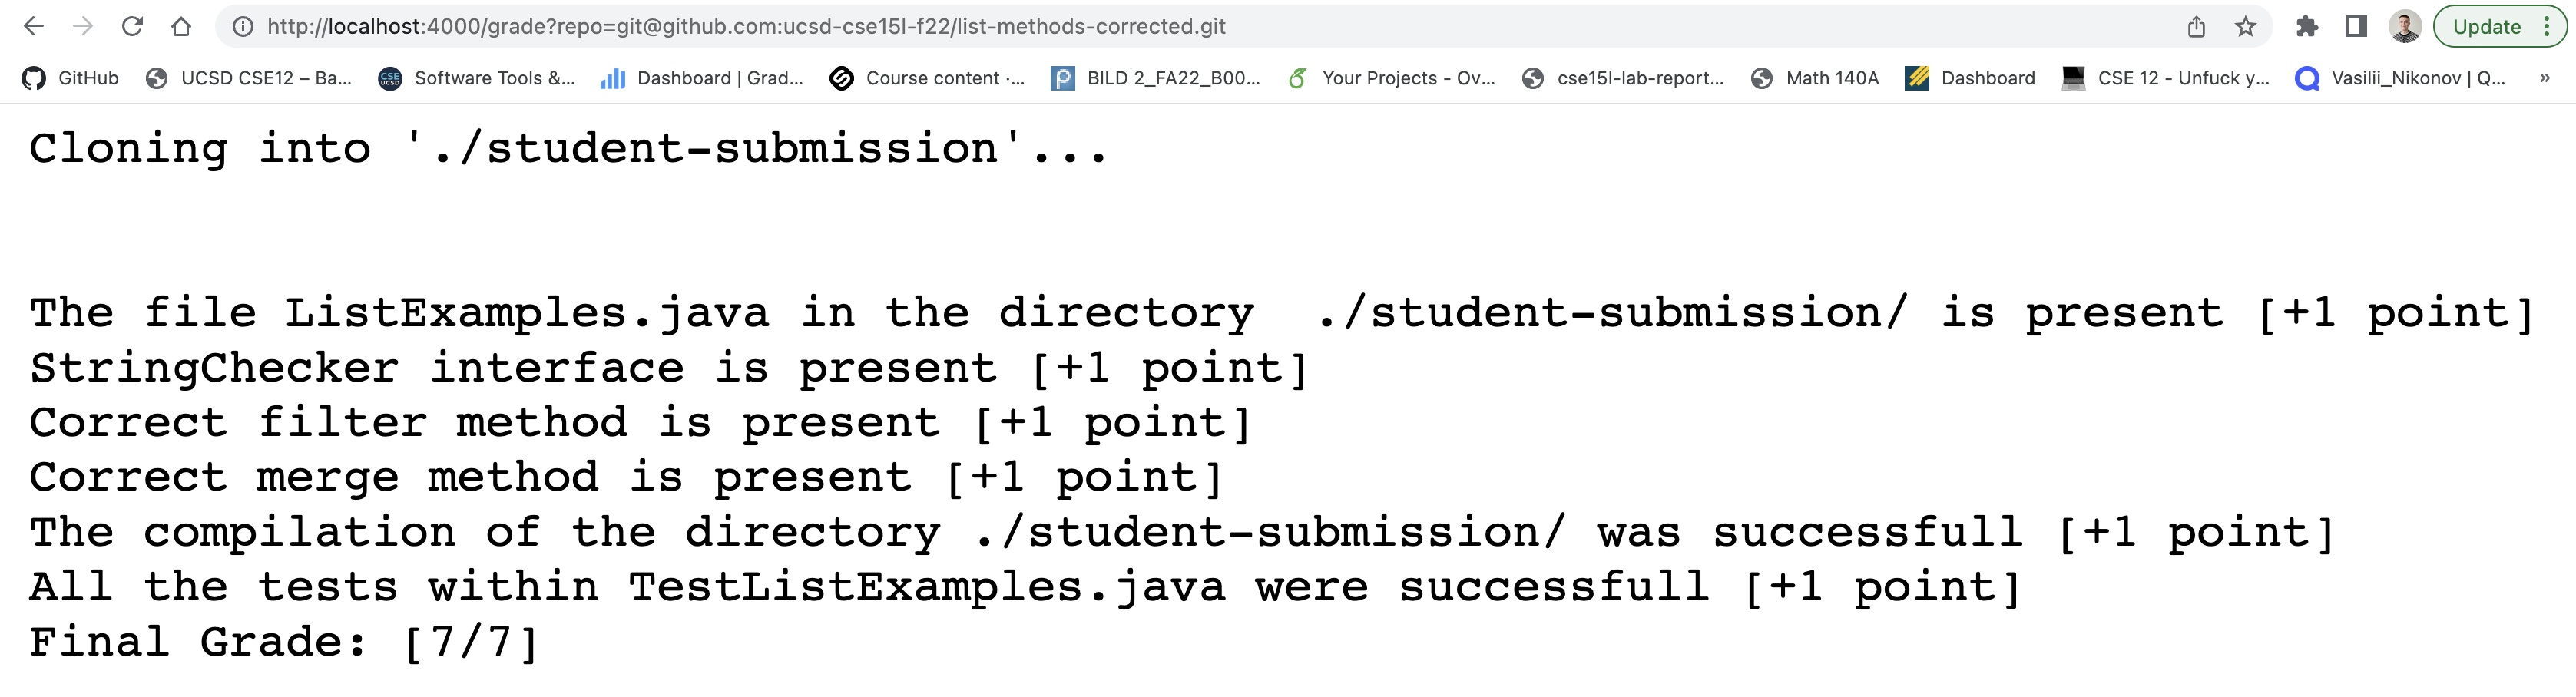 http://localhost:4000/grade?repo=git@github.com:ucsd-cse15l-f22/list-methods-corrected.git
Update
GitHub UCSD CSE12 – Ba... CSE UCSD Software Tools &... Dashboard | Grad... Course content ·... BILD 2_FA22_B00... Your Projects - Ov... cse15l-lab-report... Math 140A Dashboard CSE 12 - Unfuck y... Vasilii_Nikonov | Q... »
Cloning into './student-submission'...
The file ListExamples.java in the directory  ./student-submission/ is present [+1 point]
StringChecker interface is present [+1 point]
Correct filter method is present [+1 point]
Correct merge method is present [+1 point]
The compilation of the directory ./student-submission/ was successfull [+1 point]
All the tests within TestListExamples.java were successfull [+1 point]
Final Grade: [7/7]